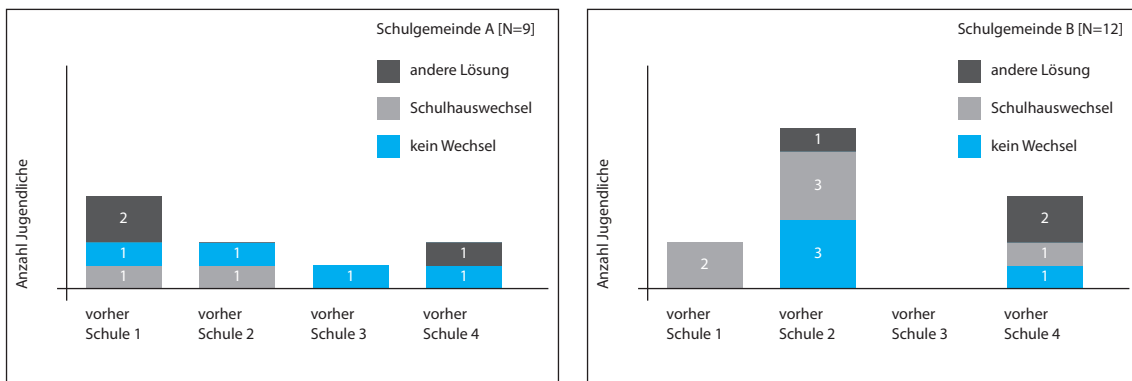 Schulgemeinde A [N=9]
andere Lösung
Schulhauswechsel
kein Wechsel
Anzahl Jugendliche
2
1
1
1
1
1
1
1
vorher
Schule 1
vorher
Schule 2
vorher
Schule 3
vorher
Schule 4
Schulgemeinde B [N=12]
andere Lösung
Schulhauswechsel
kein Wechsel
Anzahl Jugendliche
2
1
3
3
2
1
1
vorher
Schule 1
vorher
Schule 2
vorher
Schule 3
vorher
Schule 4